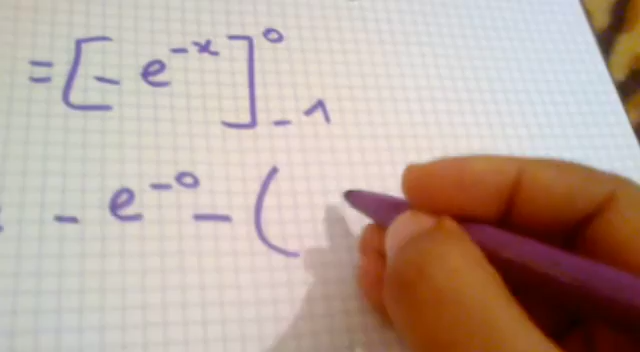 = [- e^{-x}]_{-1}^{0}
- e^{-0} - (